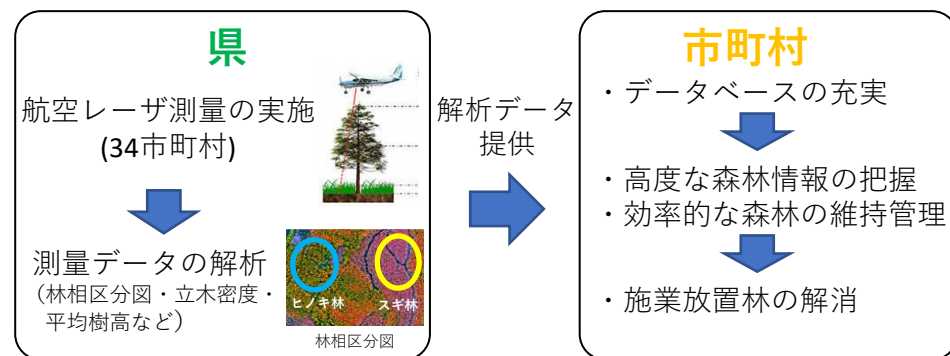 県
航空レーザ測量の実施
(34市町村)
測量データの解析
(林相区分図・立木密度・
平均樹高など)
ヒノキ林
スギ林
林相区分図
解析データ
提供
市町村
・データベースの充実
・高度な森林情報の把握
・効率的な森林の維持管理
・施業放置林の解消